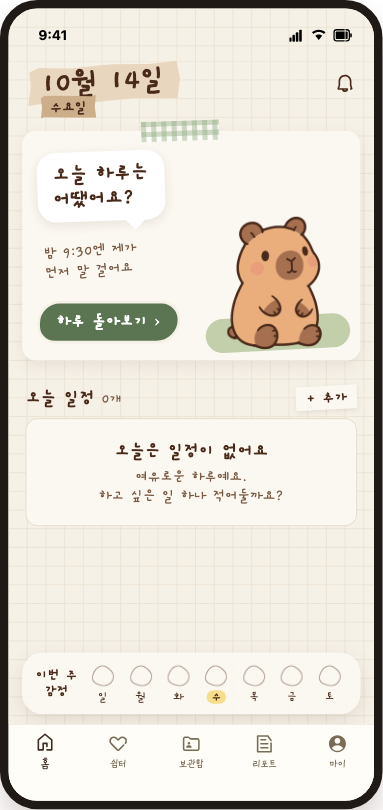 9:41
10월 14일
수요일
오늘 하루는
어땠어요?
밤 9:30엔 제가
먼저 말 걸어요
하루 돌아보기 ›
오늘 일정 0개
+ 추가
오늘은 일정이 없어요
여유로운 하루예요.
하고 싶은 일 하나 적어둘까요?
이번 주
감정
일 월 화 수 목 금 토
홈 쉼터 보관함 리포트 마이